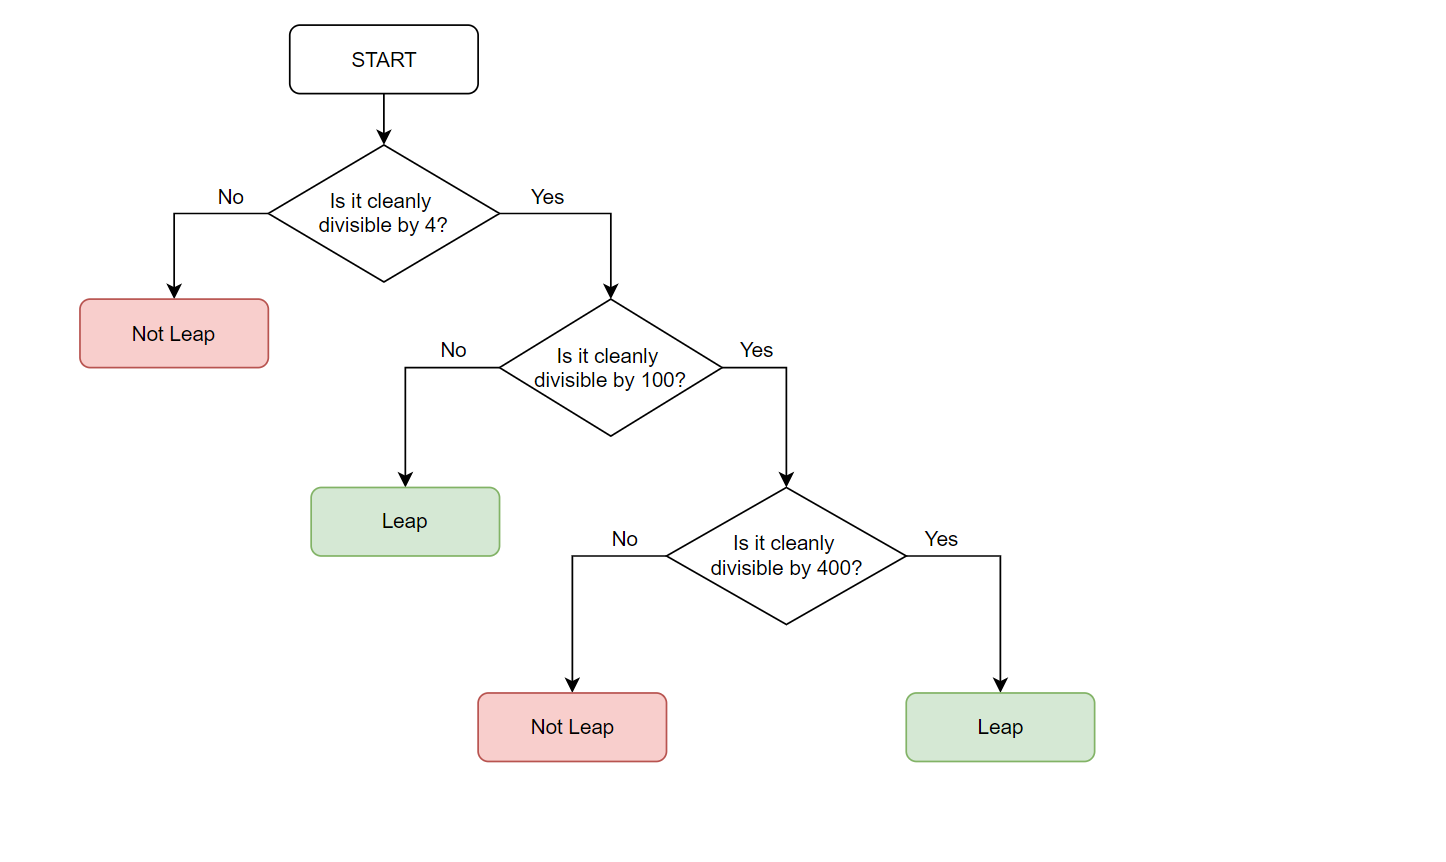 START
No
Yes
Is it cleanly
divisible by 4?
Not Leap
No
Yes
Is it cleanly
divisible by 100?
Leap
No
Yes
Is it cleanly
divisible by 400?
Not Leap
Leap